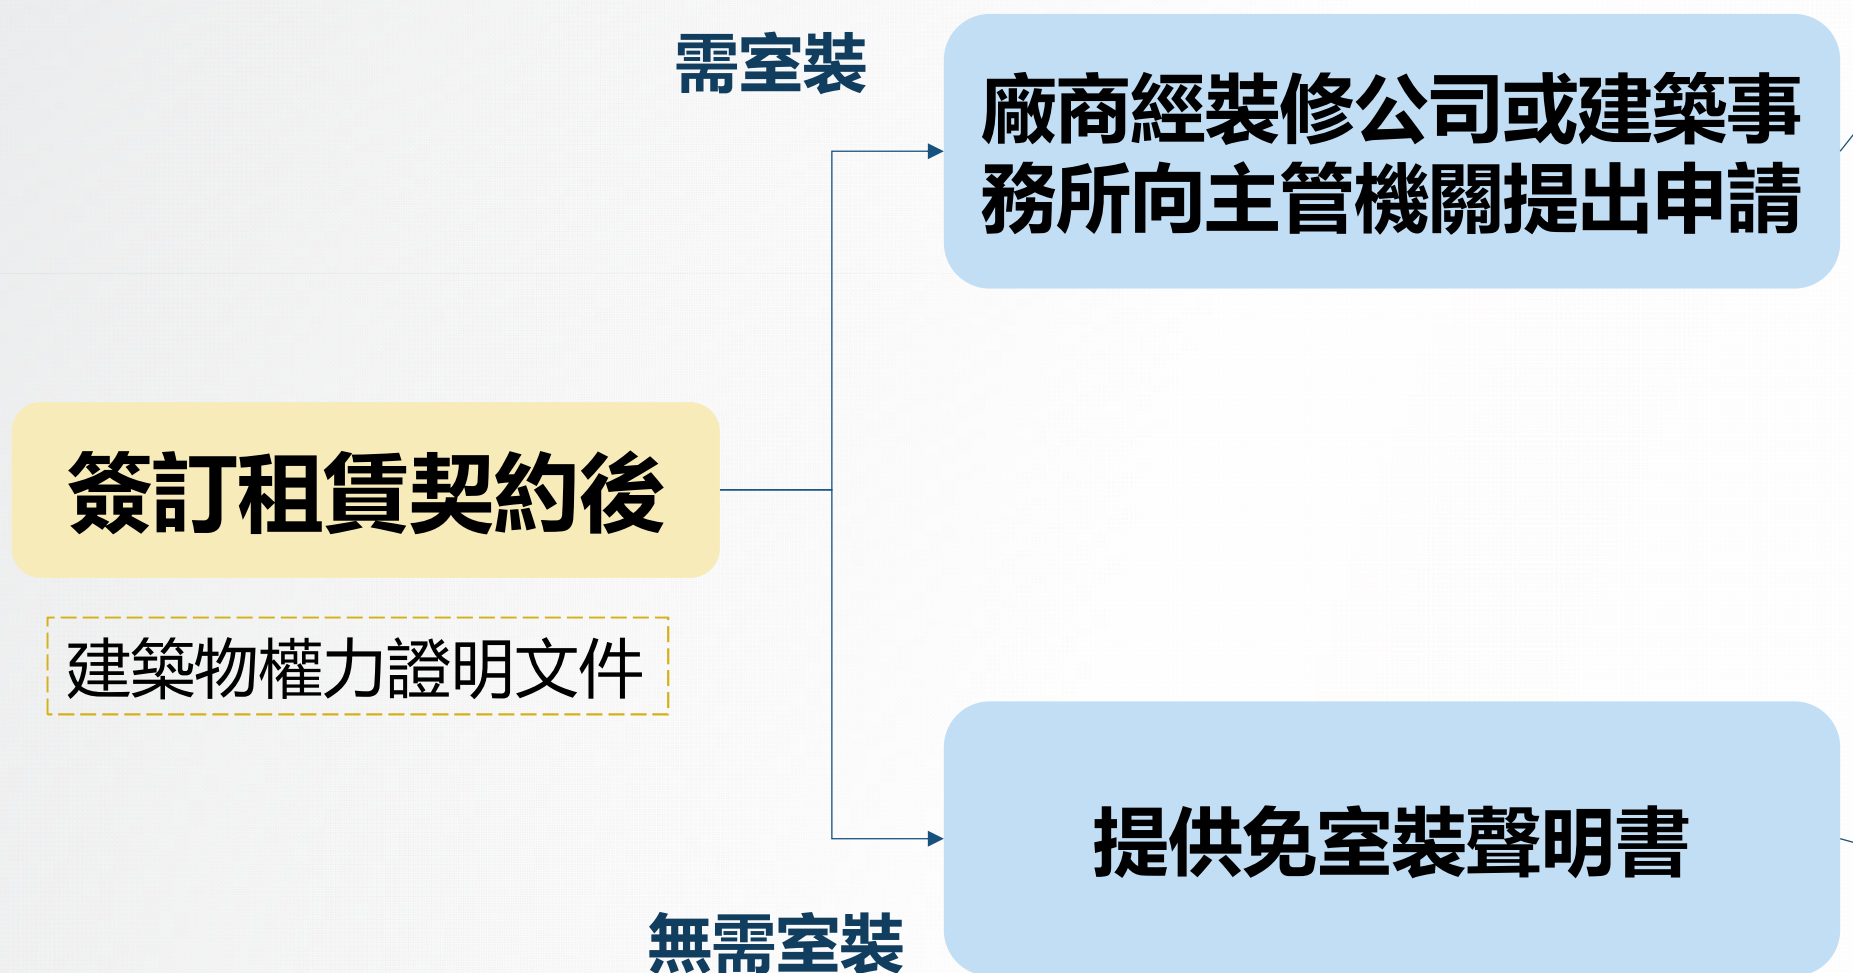 需室裝
廠商經裝修公司或建築事
務所向主管機關提出申請
簽訂租賃契約後
建築物權力證明文件
提供免室裝聲明書
無需室裝